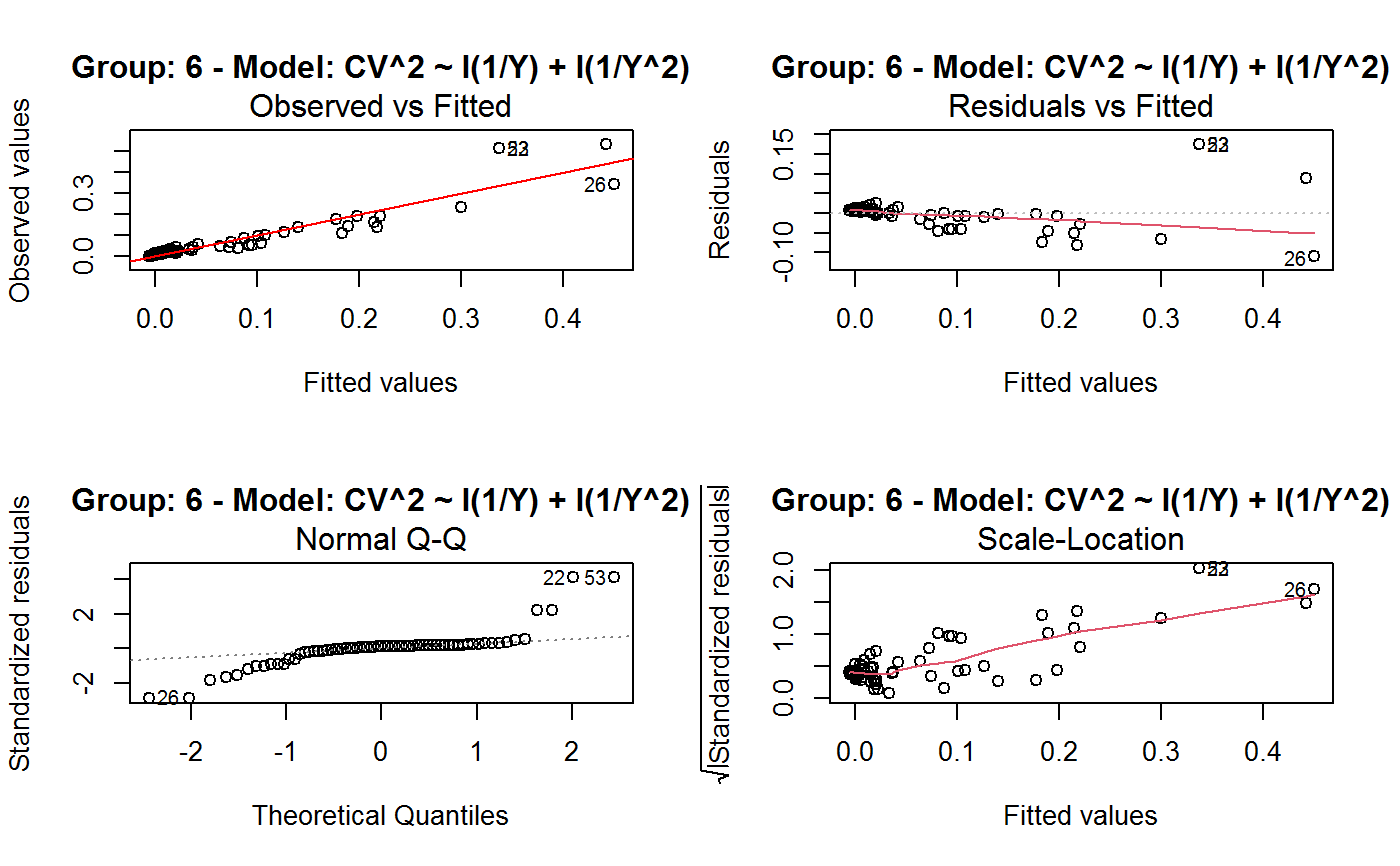 Group: 6 - Model: CV^2 ~ I(1/Y) + I(1/Y^2)
Observed vs Fitted
Observed values
0.3
0.0
53
26
0.0 0.1 0.2 0.3 0.4
Fitted values
Group: 6 - Model: CV^2 ~ I(1/Y) + I(1/Y^2)
Residuals vs Fitted
Residuals
0.15
-0.10
53
26
0.0 0.1 0.2 0.3 0.4
Fitted values
Group: 6 - Model: CV^2 ~ I(1/Y) + I(1/Y^2)
Normal Q-Q
Standardized residuals
2
-2
22 53
26
-2 -1 0 1 2
Theoretical Quantiles
Group: 6 - Model: CV^2 ~ I(1/Y) + I(1/Y^2)
Scale-Location
√|Standardized residuals|
2.0
1.0
0.0
53
26
0.0 0.1 0.2 0.3 0.4
Fitted values